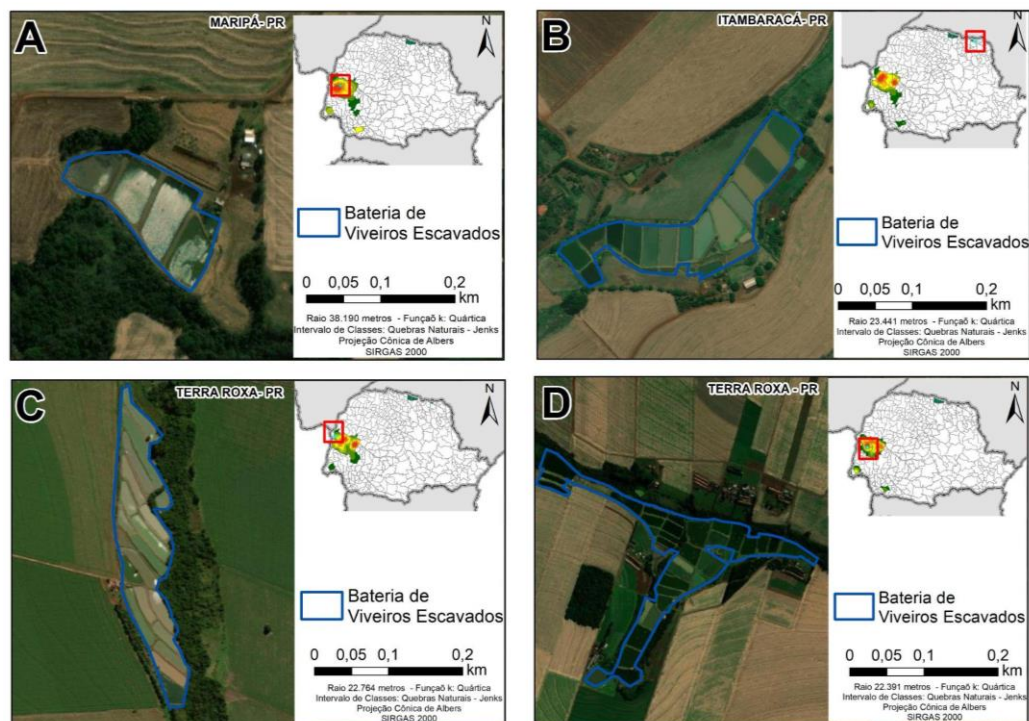 A
MARIPÁ- PR
N
Bateria de
Viveiros Escavados
0 0,05 0,1 0,2
km
Raio 38.190 metros - Funçaõ k: Quártica
Intervalo de Classes: Quebras Naturais - Jenks
Projeção Cônica de Albers
SIRGAS 2000
B
ITAMBARACÁ- PR
N
Bateria de
Viveiros Escavados
0 0,05 0,1 0,2
km
Raio 23.441 metros - Funçaõ k: Quártica
Intervalo de Classes: Quebras Naturais - Jenks
Projeção Cônica de Albers
SIRGAS 2000
C
TERRA ROXA- PR
N
Bateria de
Viveiros Escavados
0 0,05 0,1 0,2
km
Raio 22.764 metros - Funçaõ k: Quártica
Intervalo de Classes: Quebras Naturais - Jenks
Projeção Cônica de Albers
SIRGAS 2000
D
TERRA ROXA- PR
N
Bateria de
Viveiros Escavados
0 0,05 0,1 0,2
km
Raio 22.391 metros - Funçaõ k: Quártica
Intervalo de Classes: Quebras Naturais - Jenks
Projeção Cônica de Albers
SIRGAS 2000